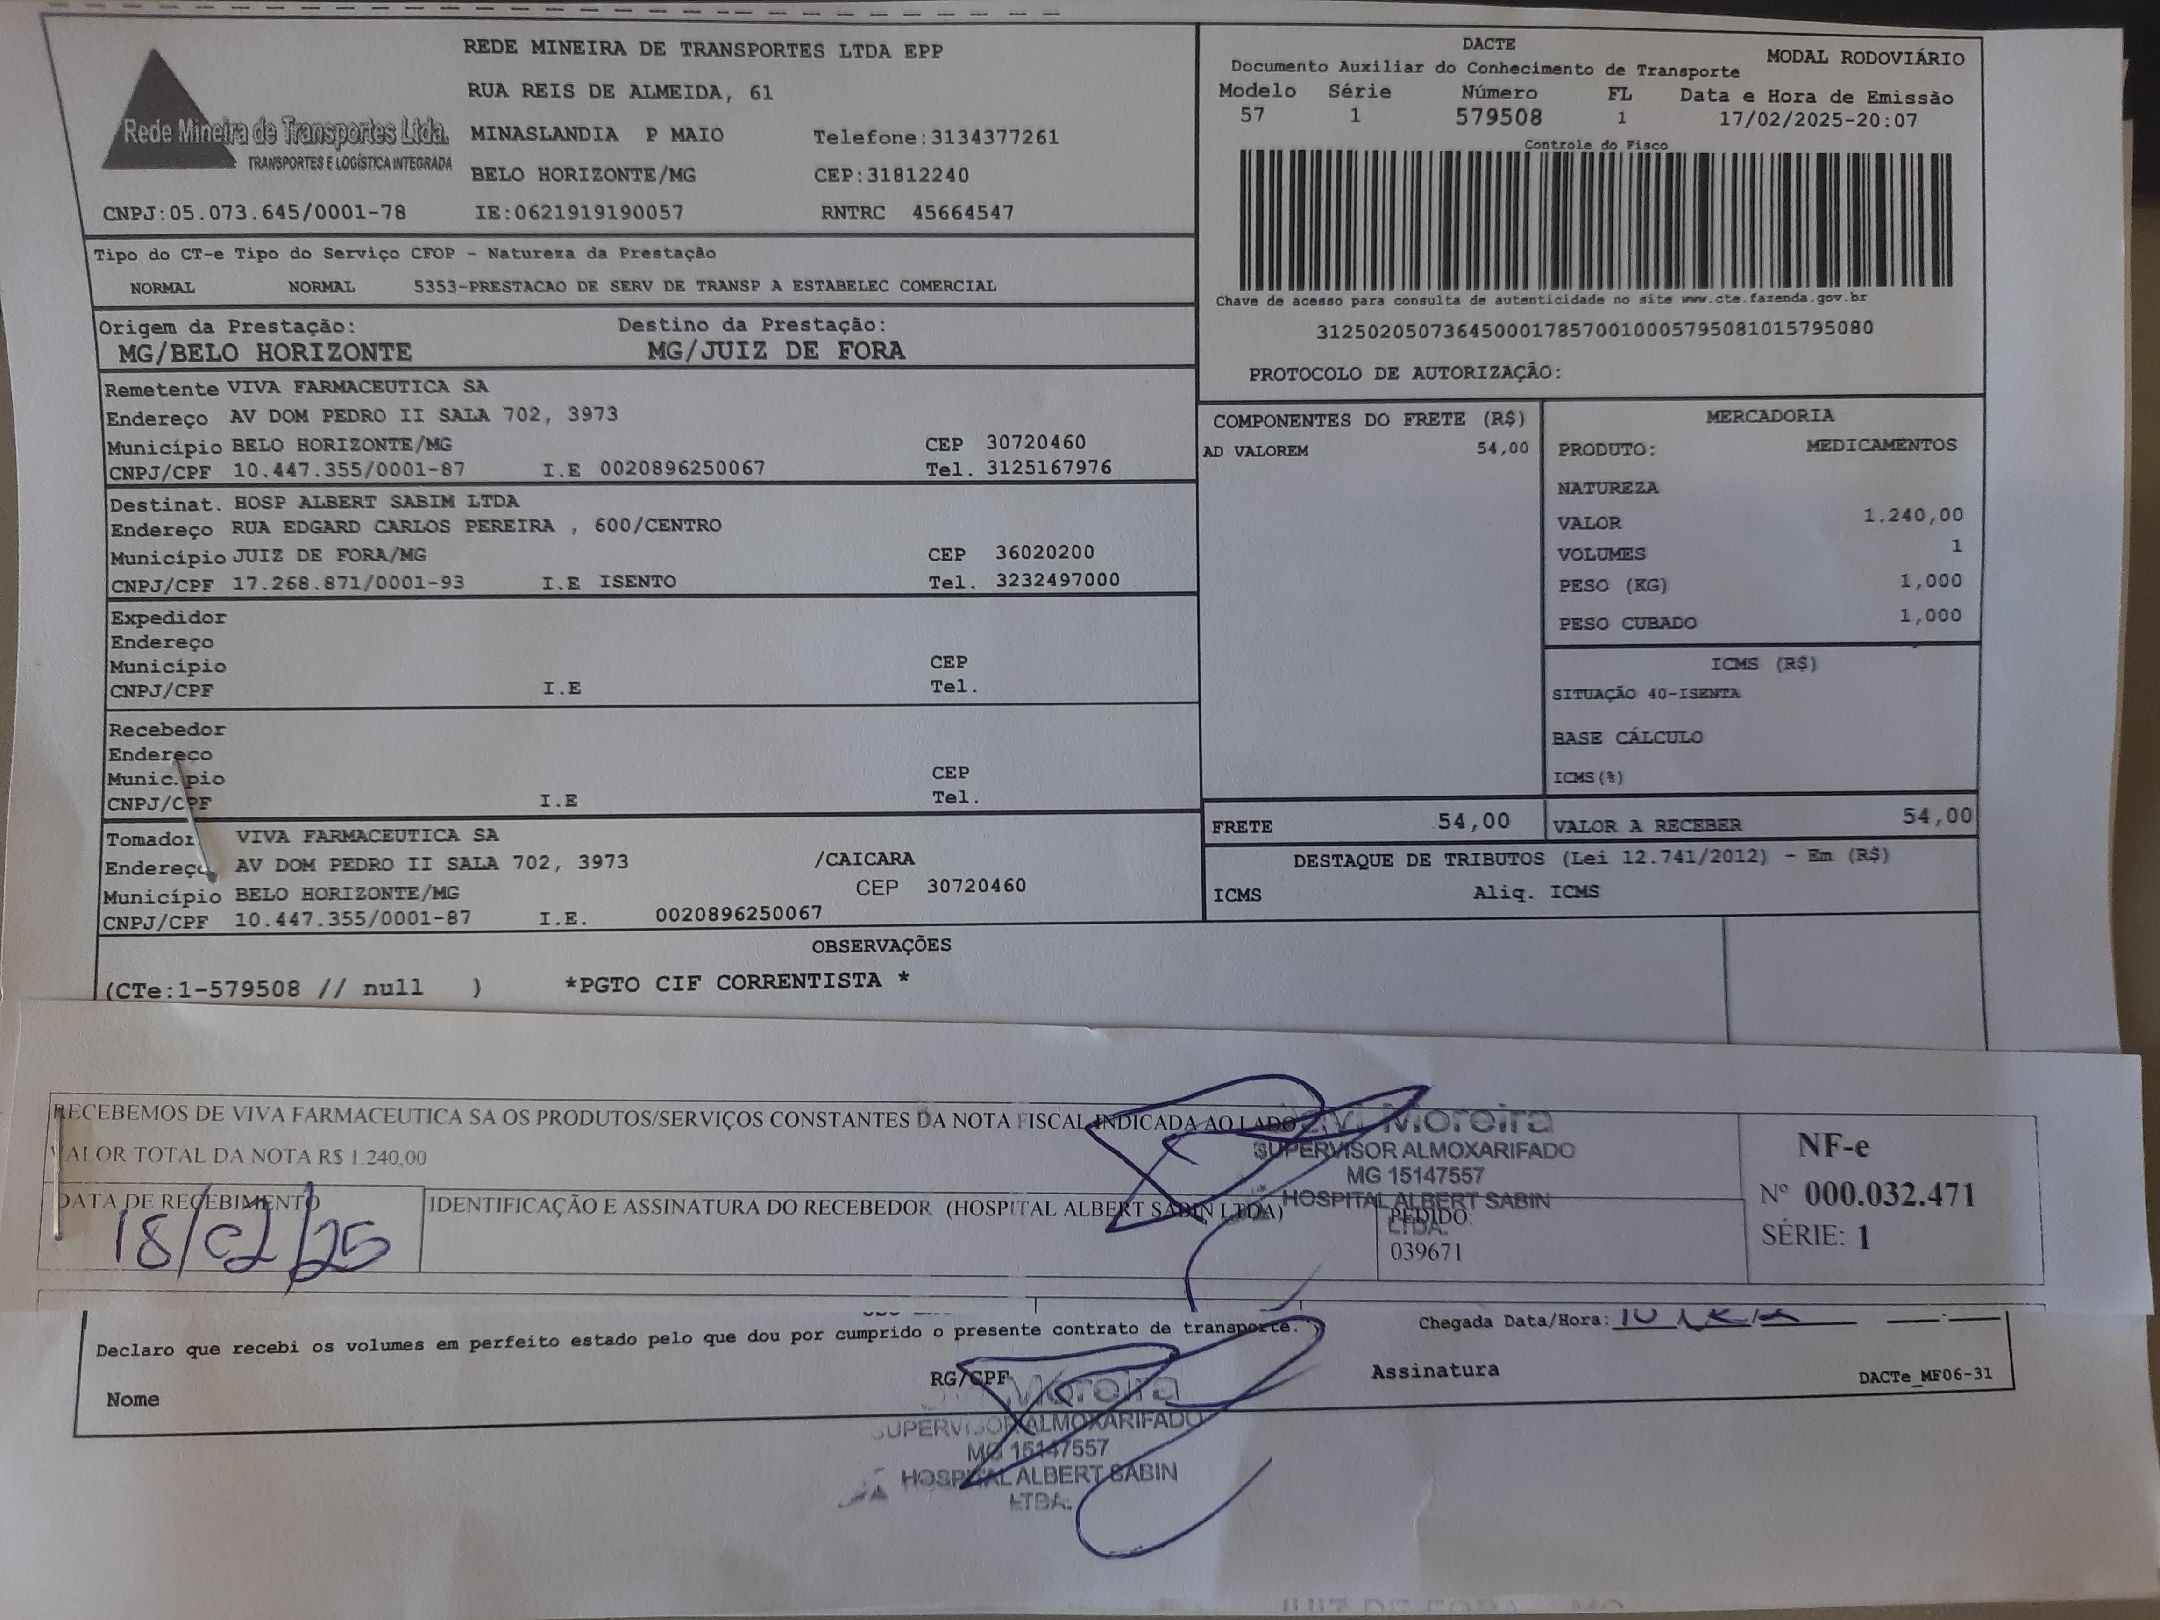 REDE MINEIRA DE TRANSPORTES LTDA EPP
RUA REIS DE ALMEIDA, 61
Rede Mineira de Transportes Ltda.
TRANSPORTES E LOGÍSTICA INTEGRADA
MINASLANDIA P MAIO Telefone:3134377261
BELO HORIZONTE/MG CEP:31812240
CNPJ:05.073.645/0001-78 IE:0621919190057 RNTRC 45664547
DACTE MODAL RODOVIÁRIO
Documento Auxiliar do Conhecimento de Transporte
Modelo Série Número FL Data e Hora de Emissão
57 1 579508 1 17/02/2025-20:07
Controle do Fisco
Chave de acesso para consulta de autenticidade no site www.cte.fazenda.gov.br
31250205073645000178570010005795081015795080
PROTOCOLO DE AUTORIZAÇÃO:
Tipo do CT-e Tipo do Serviço CFOP - Natureza da Prestação
NORMAL NORMAL 5353-PRESTACAO DE SERV DE TRANSP A ESTABELEC COMERCIAL
Origem da Prestação: Destino da Prestação:
MG/BELO HORIZONTE MG/JUIZ DE FORA
Remetente VIVA FARMACEUTICA SA
Endereço AV DOM PEDRO II SALA 702, 3973
Município BELO HORIZONTE/MG CEP 30720460
CNPJ/CPF 10.447.355/0001-87 I.E 0020896250067 Tel. 3125167976
Destinat. HOSP ALBERT SABIM LTDA
Endereço RUA EDGARD CARLOS PEREIRA , 600/CENTRO
Município JUIZ DE FORA/MG CEP 36020200
CNPJ/CPF 17.268.871/0001-93 I.E ISENTO Tel. 3232497000
Expedidor
Endereço
Município CEP
CNPJ/CPF I.E Tel.
Recebedor
Endereço
Município CEP
CNPJ/CPF I.E Tel.
Tomador VIVA FARMACEUTICA SA
Endereço AV DOM PEDRO II SALA 702, 3973 /CAICARA
Município BELO HORIZONTE/MG CEP 30720460
CNPJ/CPF 10.447.355/0001-87 I.E. 0020896250067
COMPONENTES DO FRETE (R$)
AD VALOREM 54,00
MERCADORIA
PRODUTO: MEDICAMENTOS
NATUREZA
VALOR 1.240,00
VOLUMES 1
PESO (KG) 1,000
PESO CUBADO 1,000
ICMS (R$)
SITUAÇÃO 40-ISENTA
BASE CÁLCULO
ICMS(%)
FRETE 54,00 VALOR A RECEBER 54,00
DESTAQUE DE TRIBUTOS (Lei 12.741/2012) - Em (R$)
ICMS Aliq. ICMS
OBSERVAÇÕES
(CTe:1-579508 // null ) *PGTO CIF CORRENTISTA *
RECEBEMOS DE VIVA FARMACEUTICA SA OS PRODUTOS/SERVIÇOS CONSTANTES DA NOTA FISCAL INDICADA AO LADO
VALOR TOTAL DA NOTA R$ 1.240,00
DATA DE RECEBIMENTO
18/02/25
IDENTIFICAÇÃO E ASSINATURA DO RECEBEDOR (HOSPITAL ALBERT SABIN LTDA)
Moreira
SUPERVISOR ALMOXARIFADO
MG 15147557
HOSPITAL ALBERT SABIN
LTDA.
PEDIDO:
039671
NF-e
Nº 000.032.471
SÉRIE: 1
Declaro que recebi os volumes em perfeito estado pelo que dou por cumprido o presente contrato de transporte.
Chegada Data/Hora:
Nome RG/CPF Assinatura DACTe_MF06-31
Moreira
SUPERVISOR ALMOXARIFADO
MG 15147557
HOSPITAL ALBERT SABIN
LTDA.